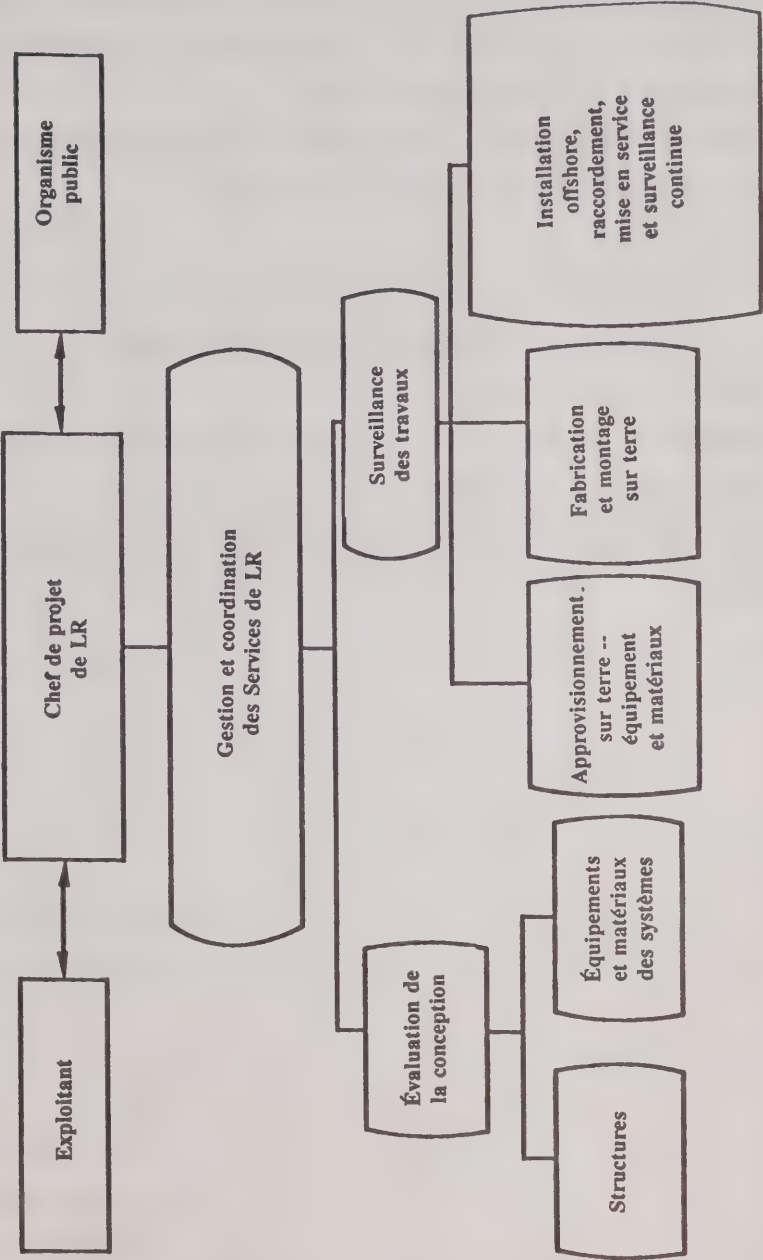 Exploitant
Chef de projet
de LR
Organisme
public
Gestion et coordination
des Services de LR
Évaluation de
la conception
Surveillance
des travaux
Structures
Équipements
et matériaux
des systèmes
Approvisionnement.
sur terre --
équipement
et matériaux
Fabrication
et montage
sur terre
Installation
offshore,
raccordement,
mise en service
et surveillance
continue